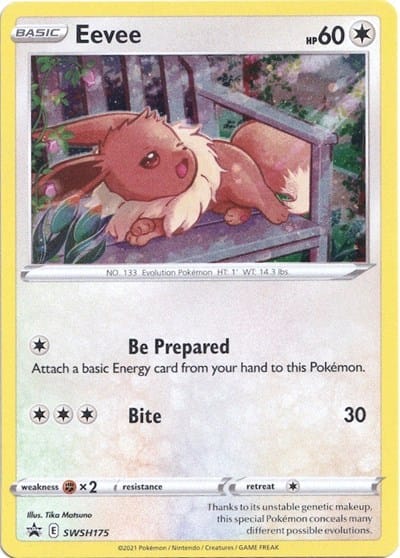 BASIC Eevee HP60
NO. 133 Evolution Pokémon HT: 1' WT: 14.3 lbs.
Be Prepared
Attach a basic Energy card from your hand to this Pokémon.
Bite 30
weakness ×2 resistance retreat
Illus. Tika Matsuno
E SWSH175
Thanks to its unstable genetic makeup,
this special Pokémon conceals many
different possible evolutions.
©2021 Pokémon / Nintendo / Creatures / GAME FREAK